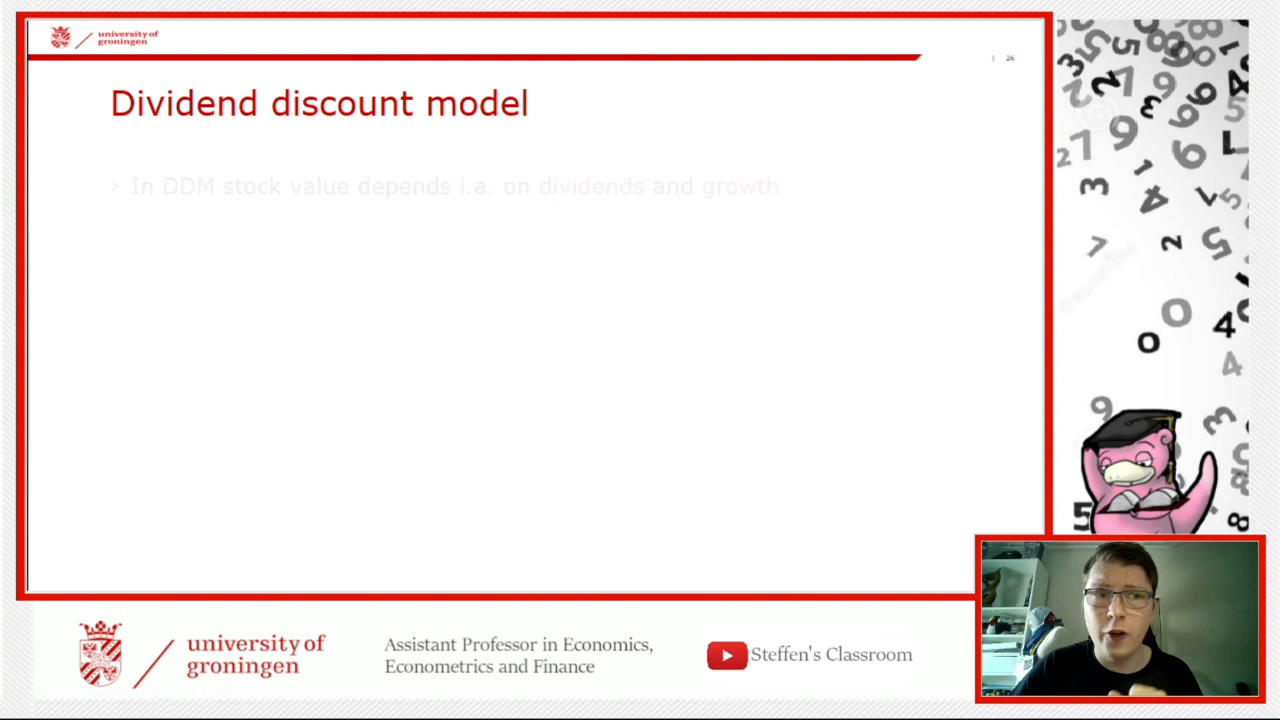 university of
groningen
| 26
Dividend discount model
› In DDM stock value depends i.a. on dividends and growth
university of
groningen
Assistant Professor in Economics,
Econometrics and Finance
Steffen's Classroom